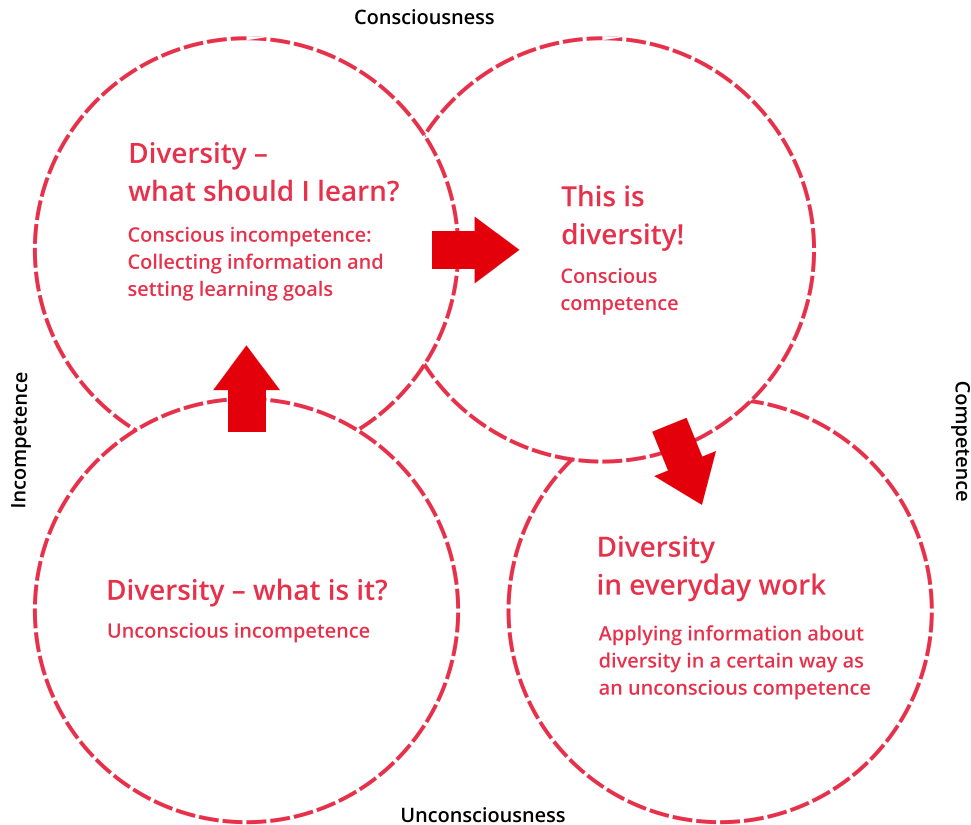 Consciousness
Diversity –
what should I learn?
Conscious incompetence:
Collecting information and
setting learning goals
This is
diversity!
Conscious
competence
Incompetence
Competence
Diversity – what is it?
Unconscious incompetence
Diversity
in everyday work
Applying information about
diversity in a certain way as
an unconscious competence
Unconsciousness